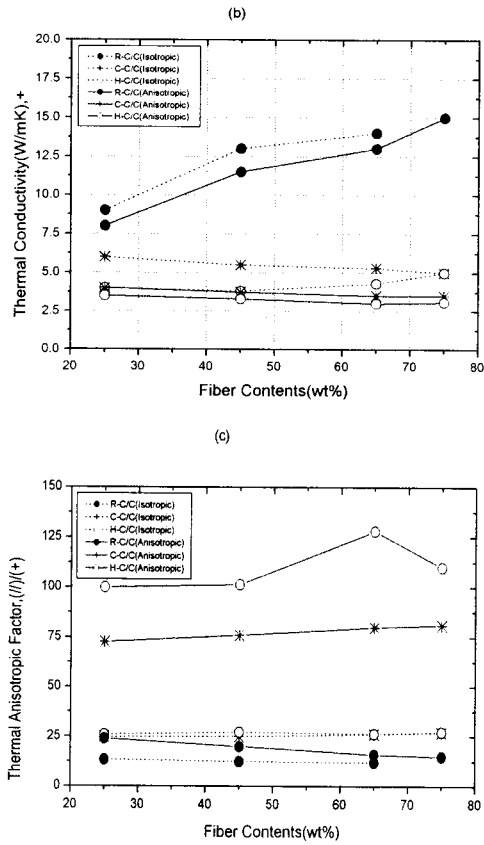 (b)
20.0
17.5
15.0
12.5
10.0
7.5
5.0
2.5
0.0
Thermal Conductivity(W/mK),+
R-C/C(Isotropic)
C-C/C(Isotropic)
H-C/C(Isotropic)
R-C/C(Anisotropic)
C-C/C(Anisotropic)
H-C/C(Anisotropic)
20 30 40 50 60 70 80
Fiber Contents(wt%)
(c)
150
125
100
75
50
25
0
Thermal Anisotropic Factor,(//)/(+)
R-C/C(Isotropic)
C-C/C(Isotropic)
H-C/C(Isotropic)
R-C/C(Anisotropic)
C-C/C(Anisotropic)
H-C/C(Anisotropic)
20 30 40 50 60 70 80
Fiber Contents(wt%)